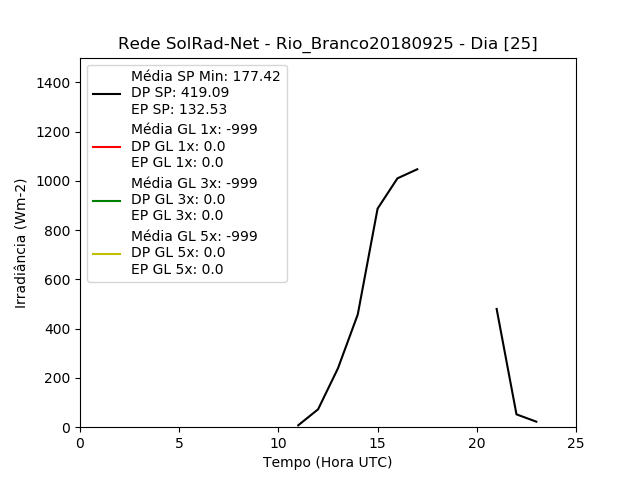 Rede SolRad-Net - Rio_Branco20180925 - Dia [25]
Média SP Min: 177.42
DP SP: 419.09
EP SP: 132.53
Média GL 1x: -999
DP GL 1x: 0.0
EP GL 1x: 0.0
Média GL 3x: -999
DP GL 3x: 0.0
EP GL 3x: 0.0
Média GL 5x: -999
DP GL 5x: 0.0
EP GL 5x: 0.0
Irradiância (Wm-2)
1400
1200
1000
800
600
400
200
0
0 5 10 15 20 25
Tempo (Hora UTC)